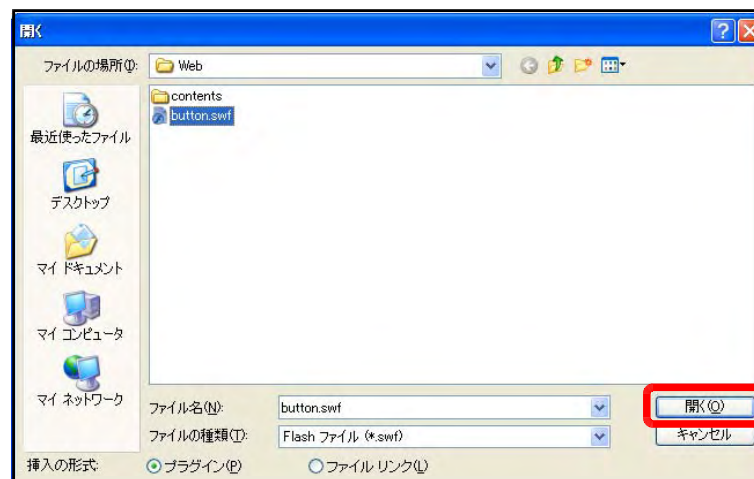 開く
ファイルの場所(I):
Web
contents
button.swf
最近使ったファイル
デスクトップ
マイ ドキュメント
マイ コンピュータ
マイ ネットワーク
ファイル名(N):
button.swf
開く(O)
ファイルの種類(T):
Flash ファイル (*.swf)
キャンセル
挿入の形式:
プラグイン(P)
ファイル リンク(L)